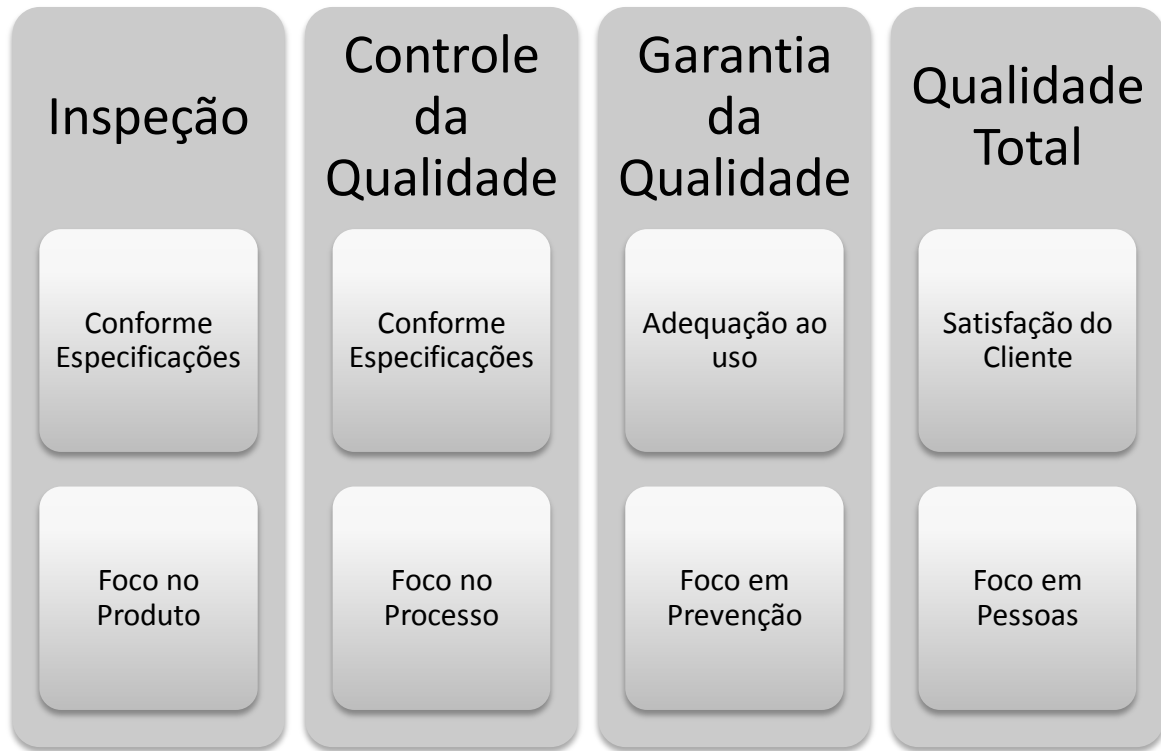 Inspeção
Conforme
Especificações
Foco no
Produto
Controle
da
Qualidade
Conforme
Especificações
Foco no
Processo
Garantia
da
Qualidade
Adequação ao
uso
Foco em
Prevenção
Qualidade
Total
Satisfação do
Cliente
Foco em
Pessoas